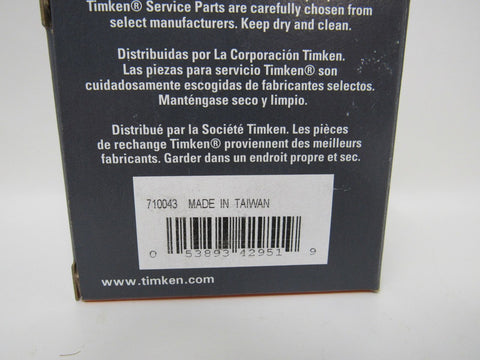 Timken® Service Parts are carefully chosen from
select manufacturers. Keep dry and clean.
Distribuidas por La Corporación Timken.
Las piezas para servicio Timken® son
cuidadosamente escogidas de fabricantes selectos.
Manténgase seco y limpio.
Distribué par la Société Timken. Les pièces
de rechange Timken® proviennent des meilleurs
fabricants. Garder dans un endroit propre et sec.
710043 MADE IN TAIWAN
0 53893 42951 9
www.timken.com